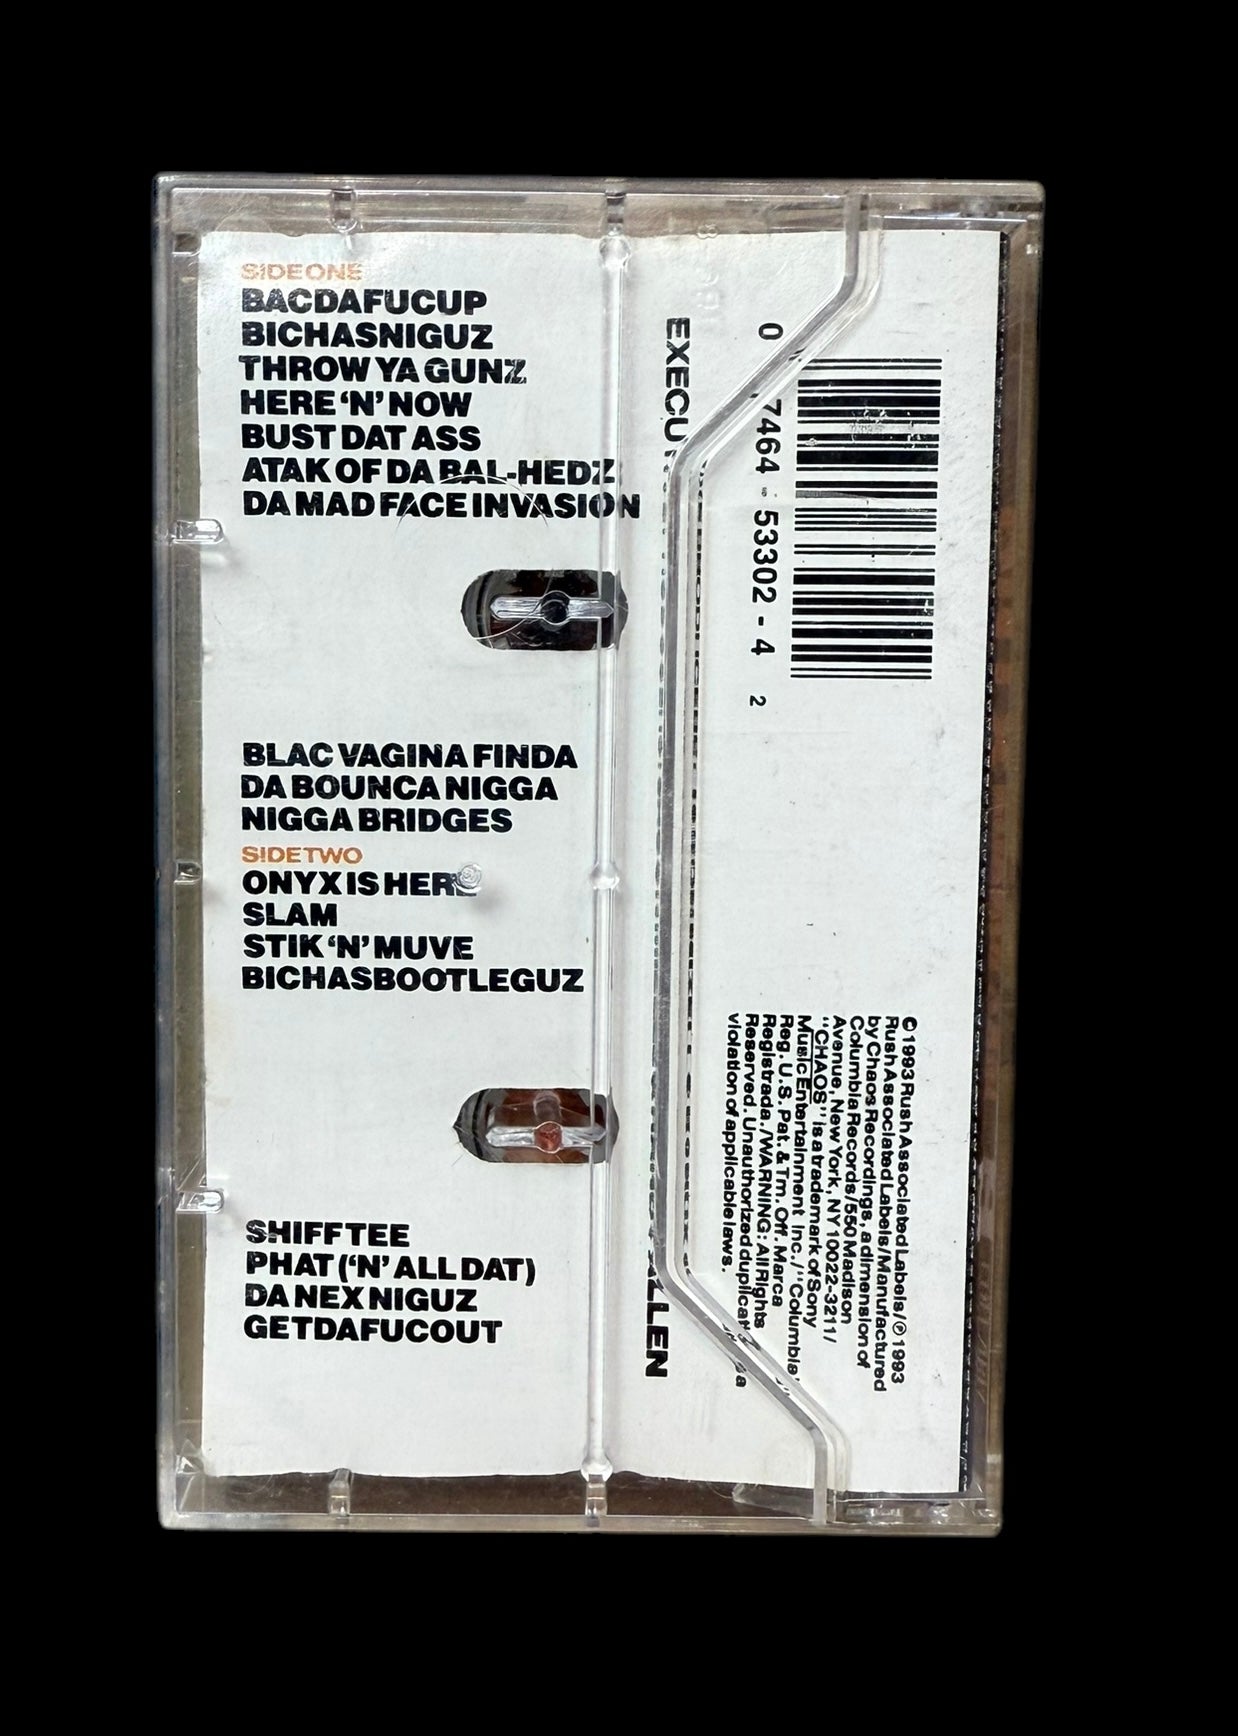 SIDE ONE
BACDAFUCUP
BICHASNIGUZ
THROW YA GUNZ
HERE ‘N’ NOW
BUST DAT ASS
ATAK OF DA BAL-HEDZ
DA MAD FACE INVASION
BLAC VAGINA FINDA
DA BOUNCA NIGGA
NIGGA BRIDGES
SIDE TWO
ONYX IS HERE
SLAM
STIK ‘N’ MUVE
BICHASBOOTLEGUZ
SHIFFTEE
PHAT (‘N’ ALL DAT)
DA NEX NIGUZ
GETDAFUCOUT
ALLEN
0 7464 53302 - 4 2
© 1993 Rush Associated Labels/℗ 1993
Rush Associated Labels/Manufactured
by Chaos Recordings, a dimension of
Columbia Records/550 Madison
Avenue, New York, NY 10022-3211/
"CHAOS" is a trademark of Sony
Music Entertainment Inc./"Columbia"
Reg. U.S. Pat. & Tm. Off. Marca
Registrada./WARNING: All Rights
Reserved. Unauthorized duplication is a
violation of applicable laws.